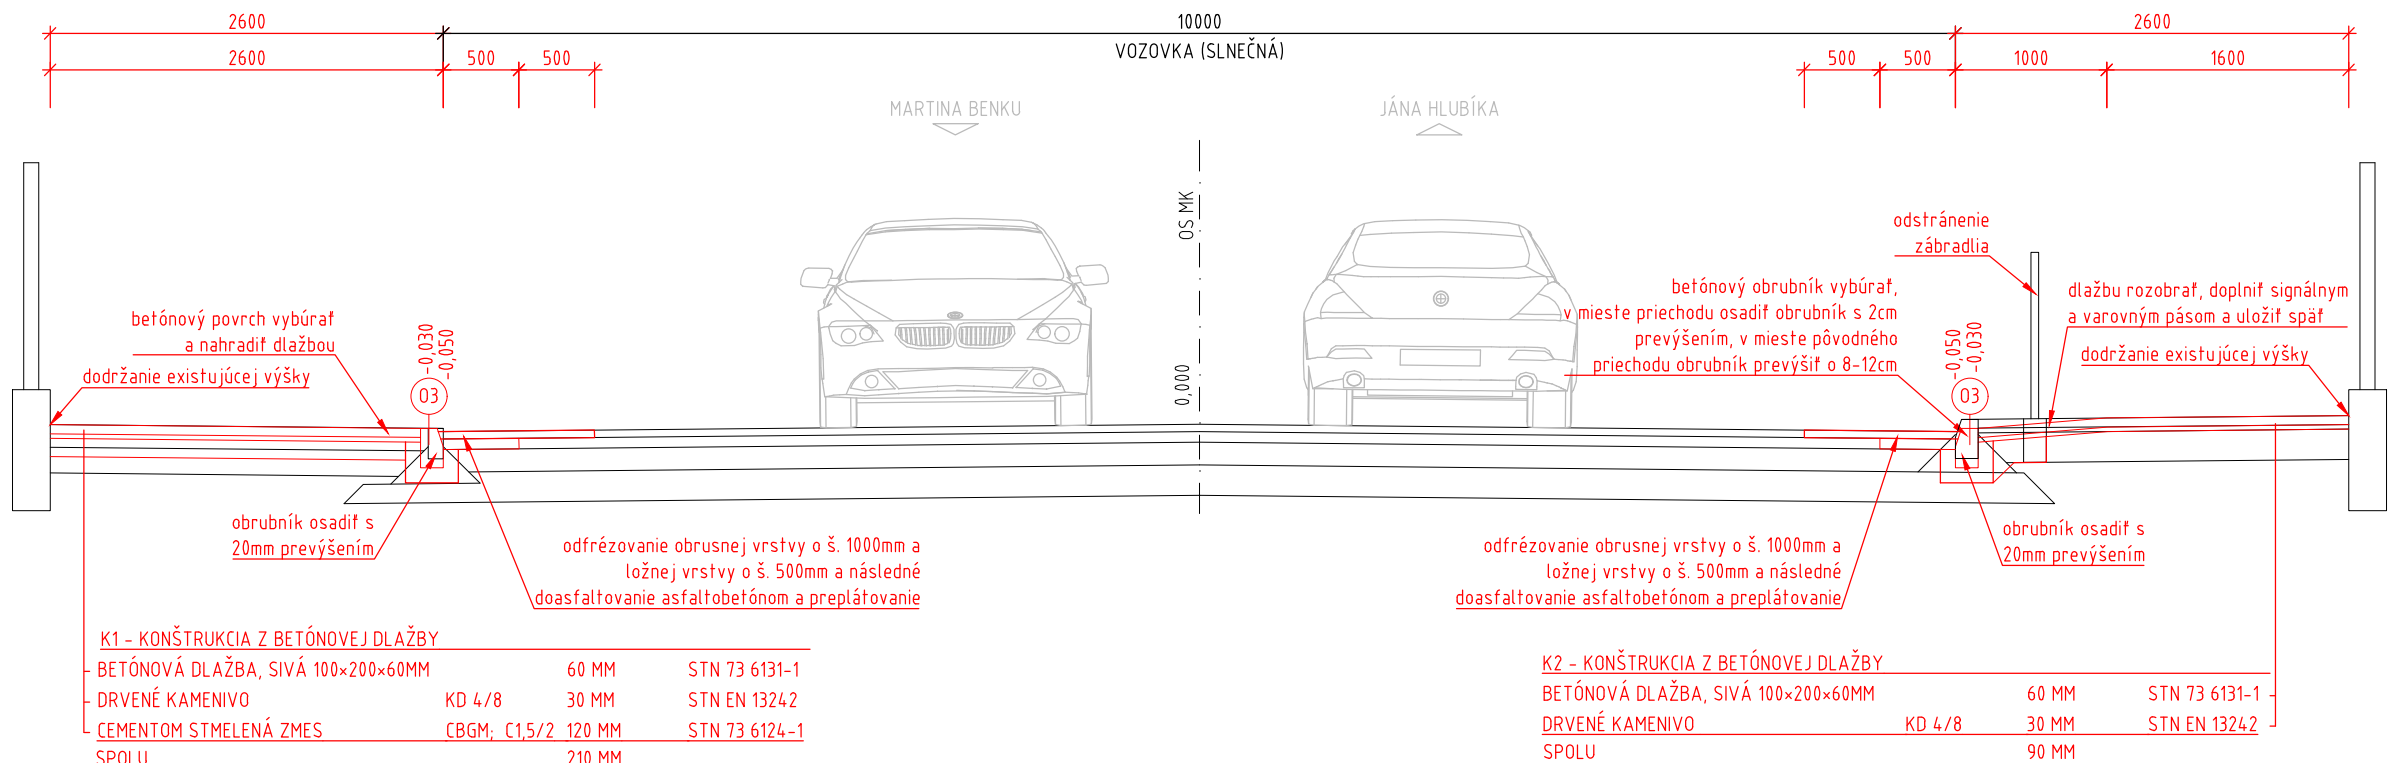 2600
10000
2600
VOZOVKA (SLNEČNÁ)
2600
500
500
500
500
1000
1600
MARTINA BENKU
JÁNA HLUBÍKA
OS MK
0,000
odstránenie
zábradlia
betónový obrubník vybúrať,
v mieste priechodu osadiť obrubník s 2cm
prevýšením, v mieste pôvodného
priechodu obrubník prevýšiť o 8-12cm
dlažbu rozobrať, doplniť signálnym
a varovným pásom a uložiť späť
dodržanie existujúcej výšky
betónový povrch vybúrať
a nahradiť dlažbou
dodržanie existujúcej výšky
-0,030
-0,050
03
-0,050
-0,030
03
obrubník osadiť s
20mm prevýšením
odfrézovanie obrusnej vrstvy o š. 1000mm a
ložnej vrstvy o š. 500mm a následné
doasfaltovanie asfaltobetónom a preplátovanie
odfrézovanie obrusnej vrstvy o š. 1000mm a
ložnej vrstvy o š. 500mm a následné
doasfaltovanie asfaltobetónom a preplátovanie
obrubník osadiť s
20mm prevýšením
K1 - KONŠTRUKCIA Z BETÓNOVEJ DLAŽBY
BETÓNOVÁ DLAŽBA, SIVÁ 100×200×60MM 60 MM STN 73 6131-1
DRVENÉ KAMENIVO KD 4/8 30 MM STN EN 13242
CEMENTOM STMELENÁ ZMES CBGM; C1,5/2 120 MM STN 73 6124-1
SPOLU 210 MM
K2 - KONŠTRUKCIA Z BETÓNOVEJ DLAŽBY
BETÓNOVÁ DLAŽBA, SIVÁ 100×200×60MM 60 MM STN 73 6131-1
DRVENÉ KAMENIVO KD 4/8 30 MM STN EN 13242
SPOLU 90 MM